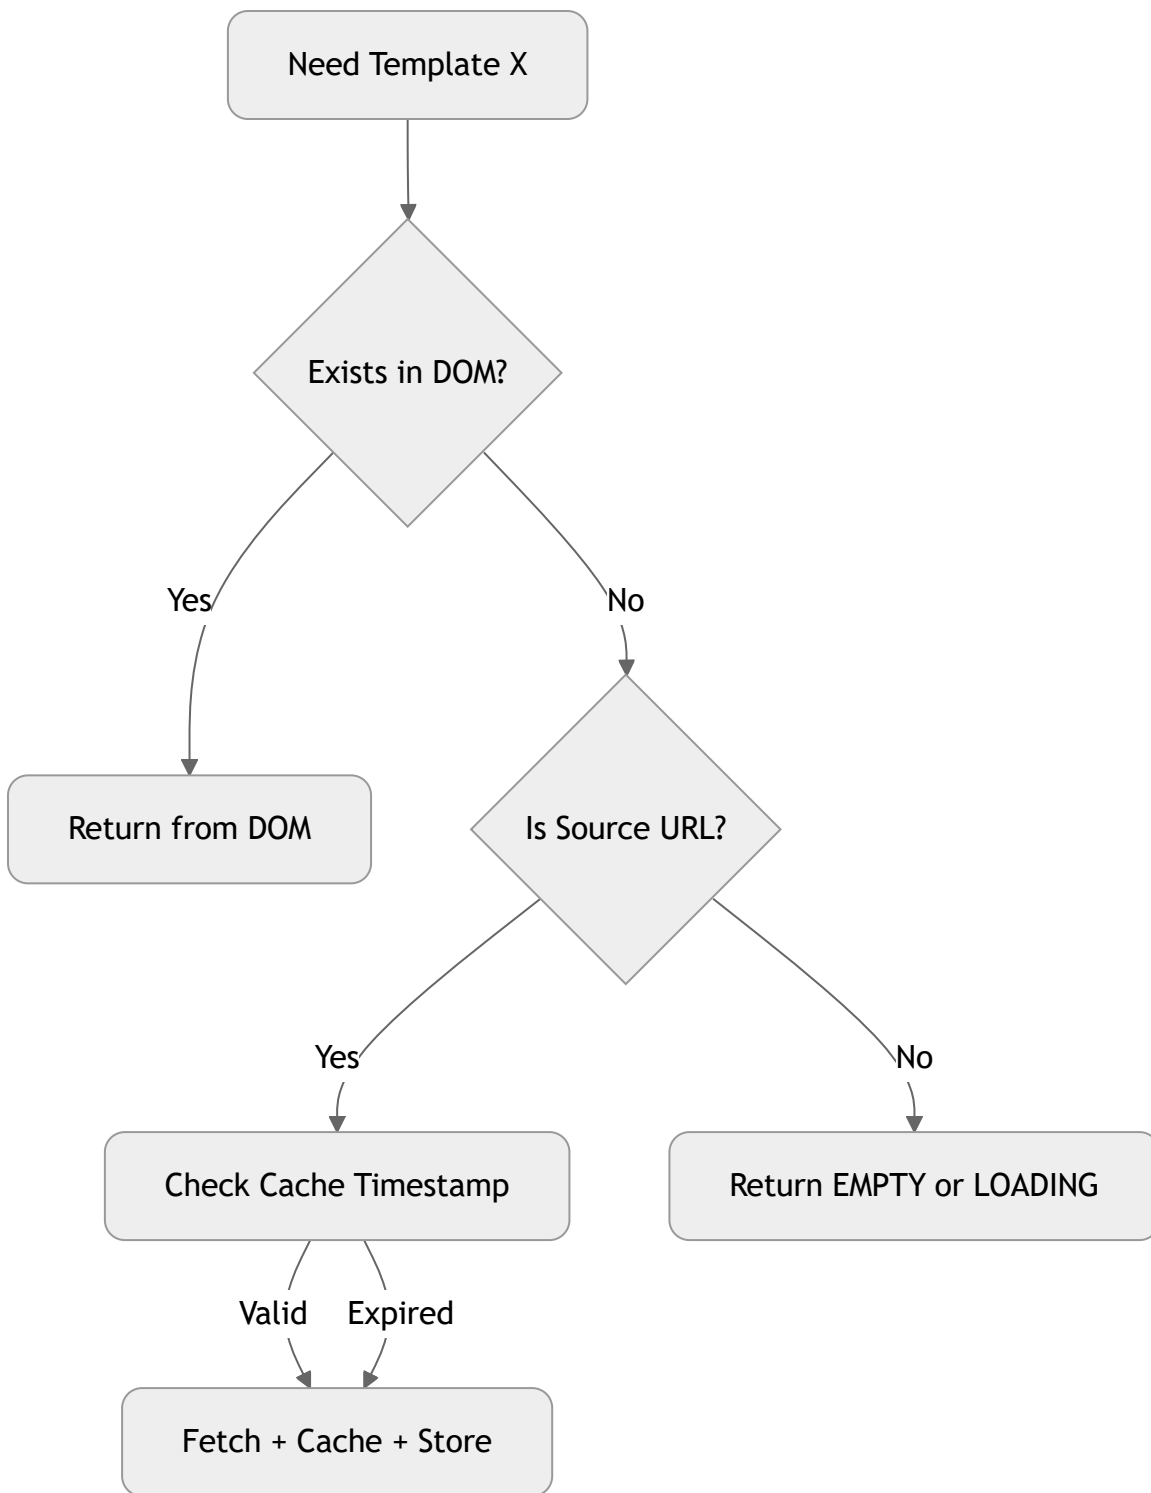 Need Template X
Exists in DOM?
Yes
No
Return from DOM
Is Source URL?
Yes
No
Check Cache Timestamp
Return EMPTY or LOADING
Valid
Expired
Fetch + Cache + Store